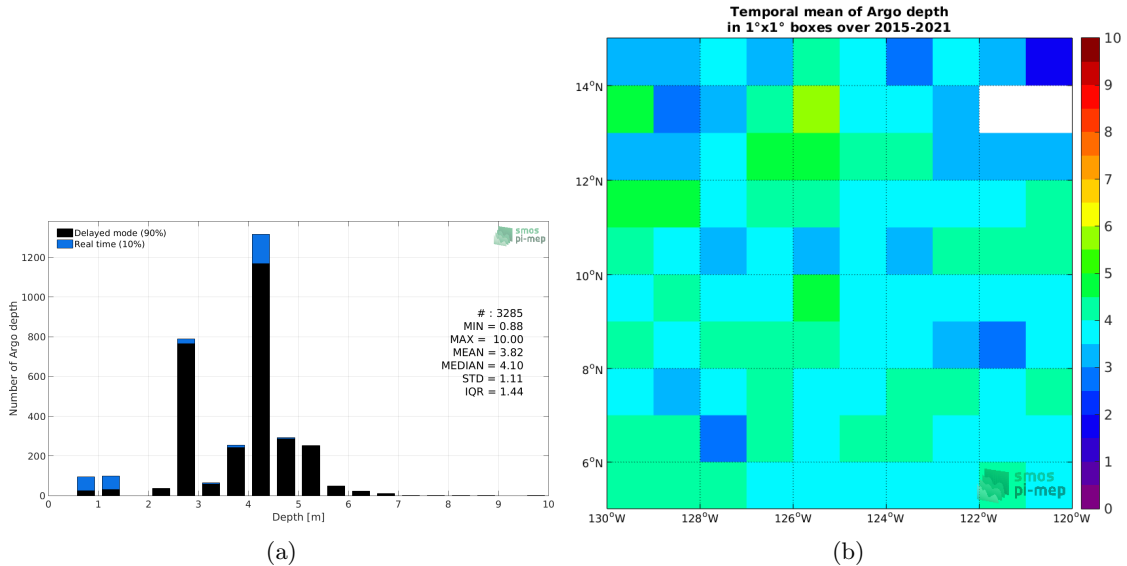 Temporal mean of Argo depth
in 1°x1° boxes over 2015-2021
Delayed mode (90%)
Real time (10%)
smos
pi-mep
# : 3285
MIN = 0.88
MAX = 10.00
MEAN = 3.82
MEDIAN = 4.10
STD = 1.11
IQR = 1.44
Number of Argo depth
1200
1000
800
600
400
200
0
0 1 2 3 4 5 6 7 8 9 10
Depth [m]
(a)
14°N
12°N
10°N
8°N
6°N
130°W 128°W 126°W 124°W 122°W 120°W
smos
pi-mep
10
9
8
7
6
5
4
3
2
1
0
(b)